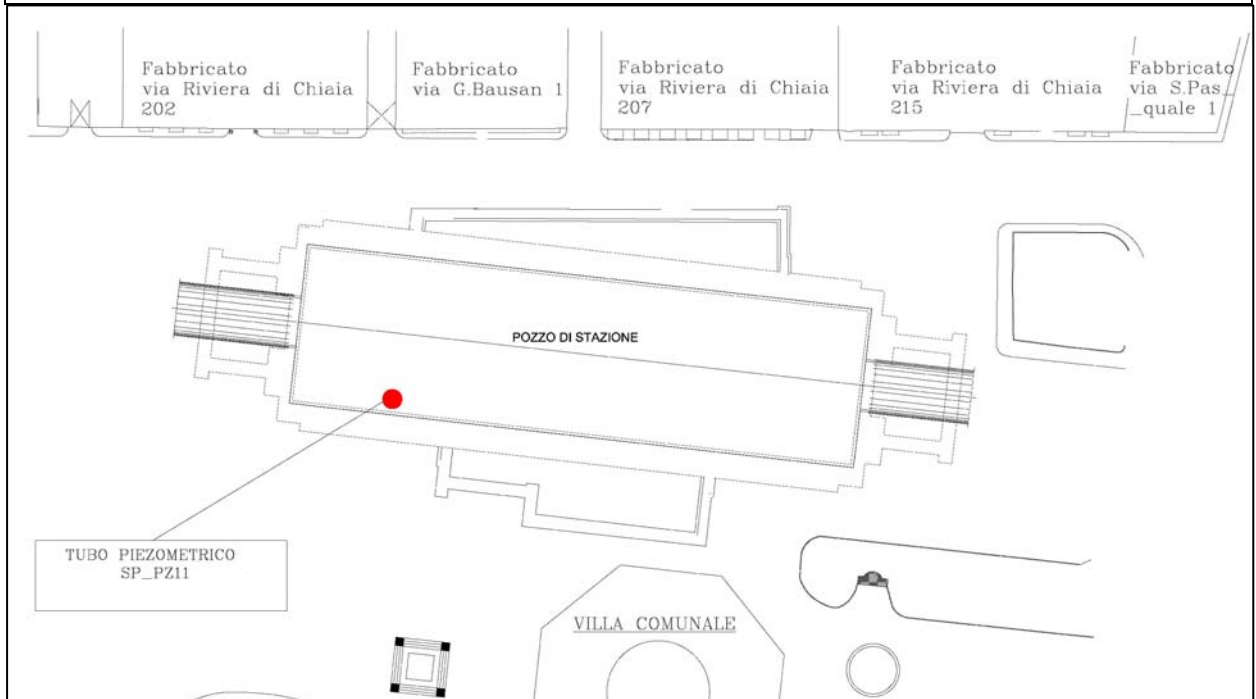 Fabbricato
via Riviera di Chiaia
202
Fabbricato
via G.Bausan 1
Fabbricato
via Riviera di Chiaia
207
Fabbricato
via Riviera di Chiaia
215
Fabbricato
via S.Pas_
_quale 1
POZZO DI STAZIONE
TUBO PIEZOMETRICO
SP_PZ11
VILLA COMUNALE